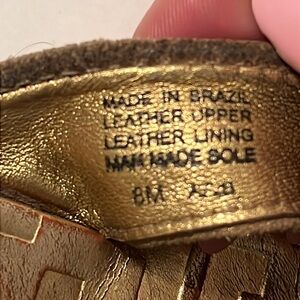 MADE IN BRAZIL
LEATHER UPPER
LEATHER LINING
MAN MADE SOLE
8M